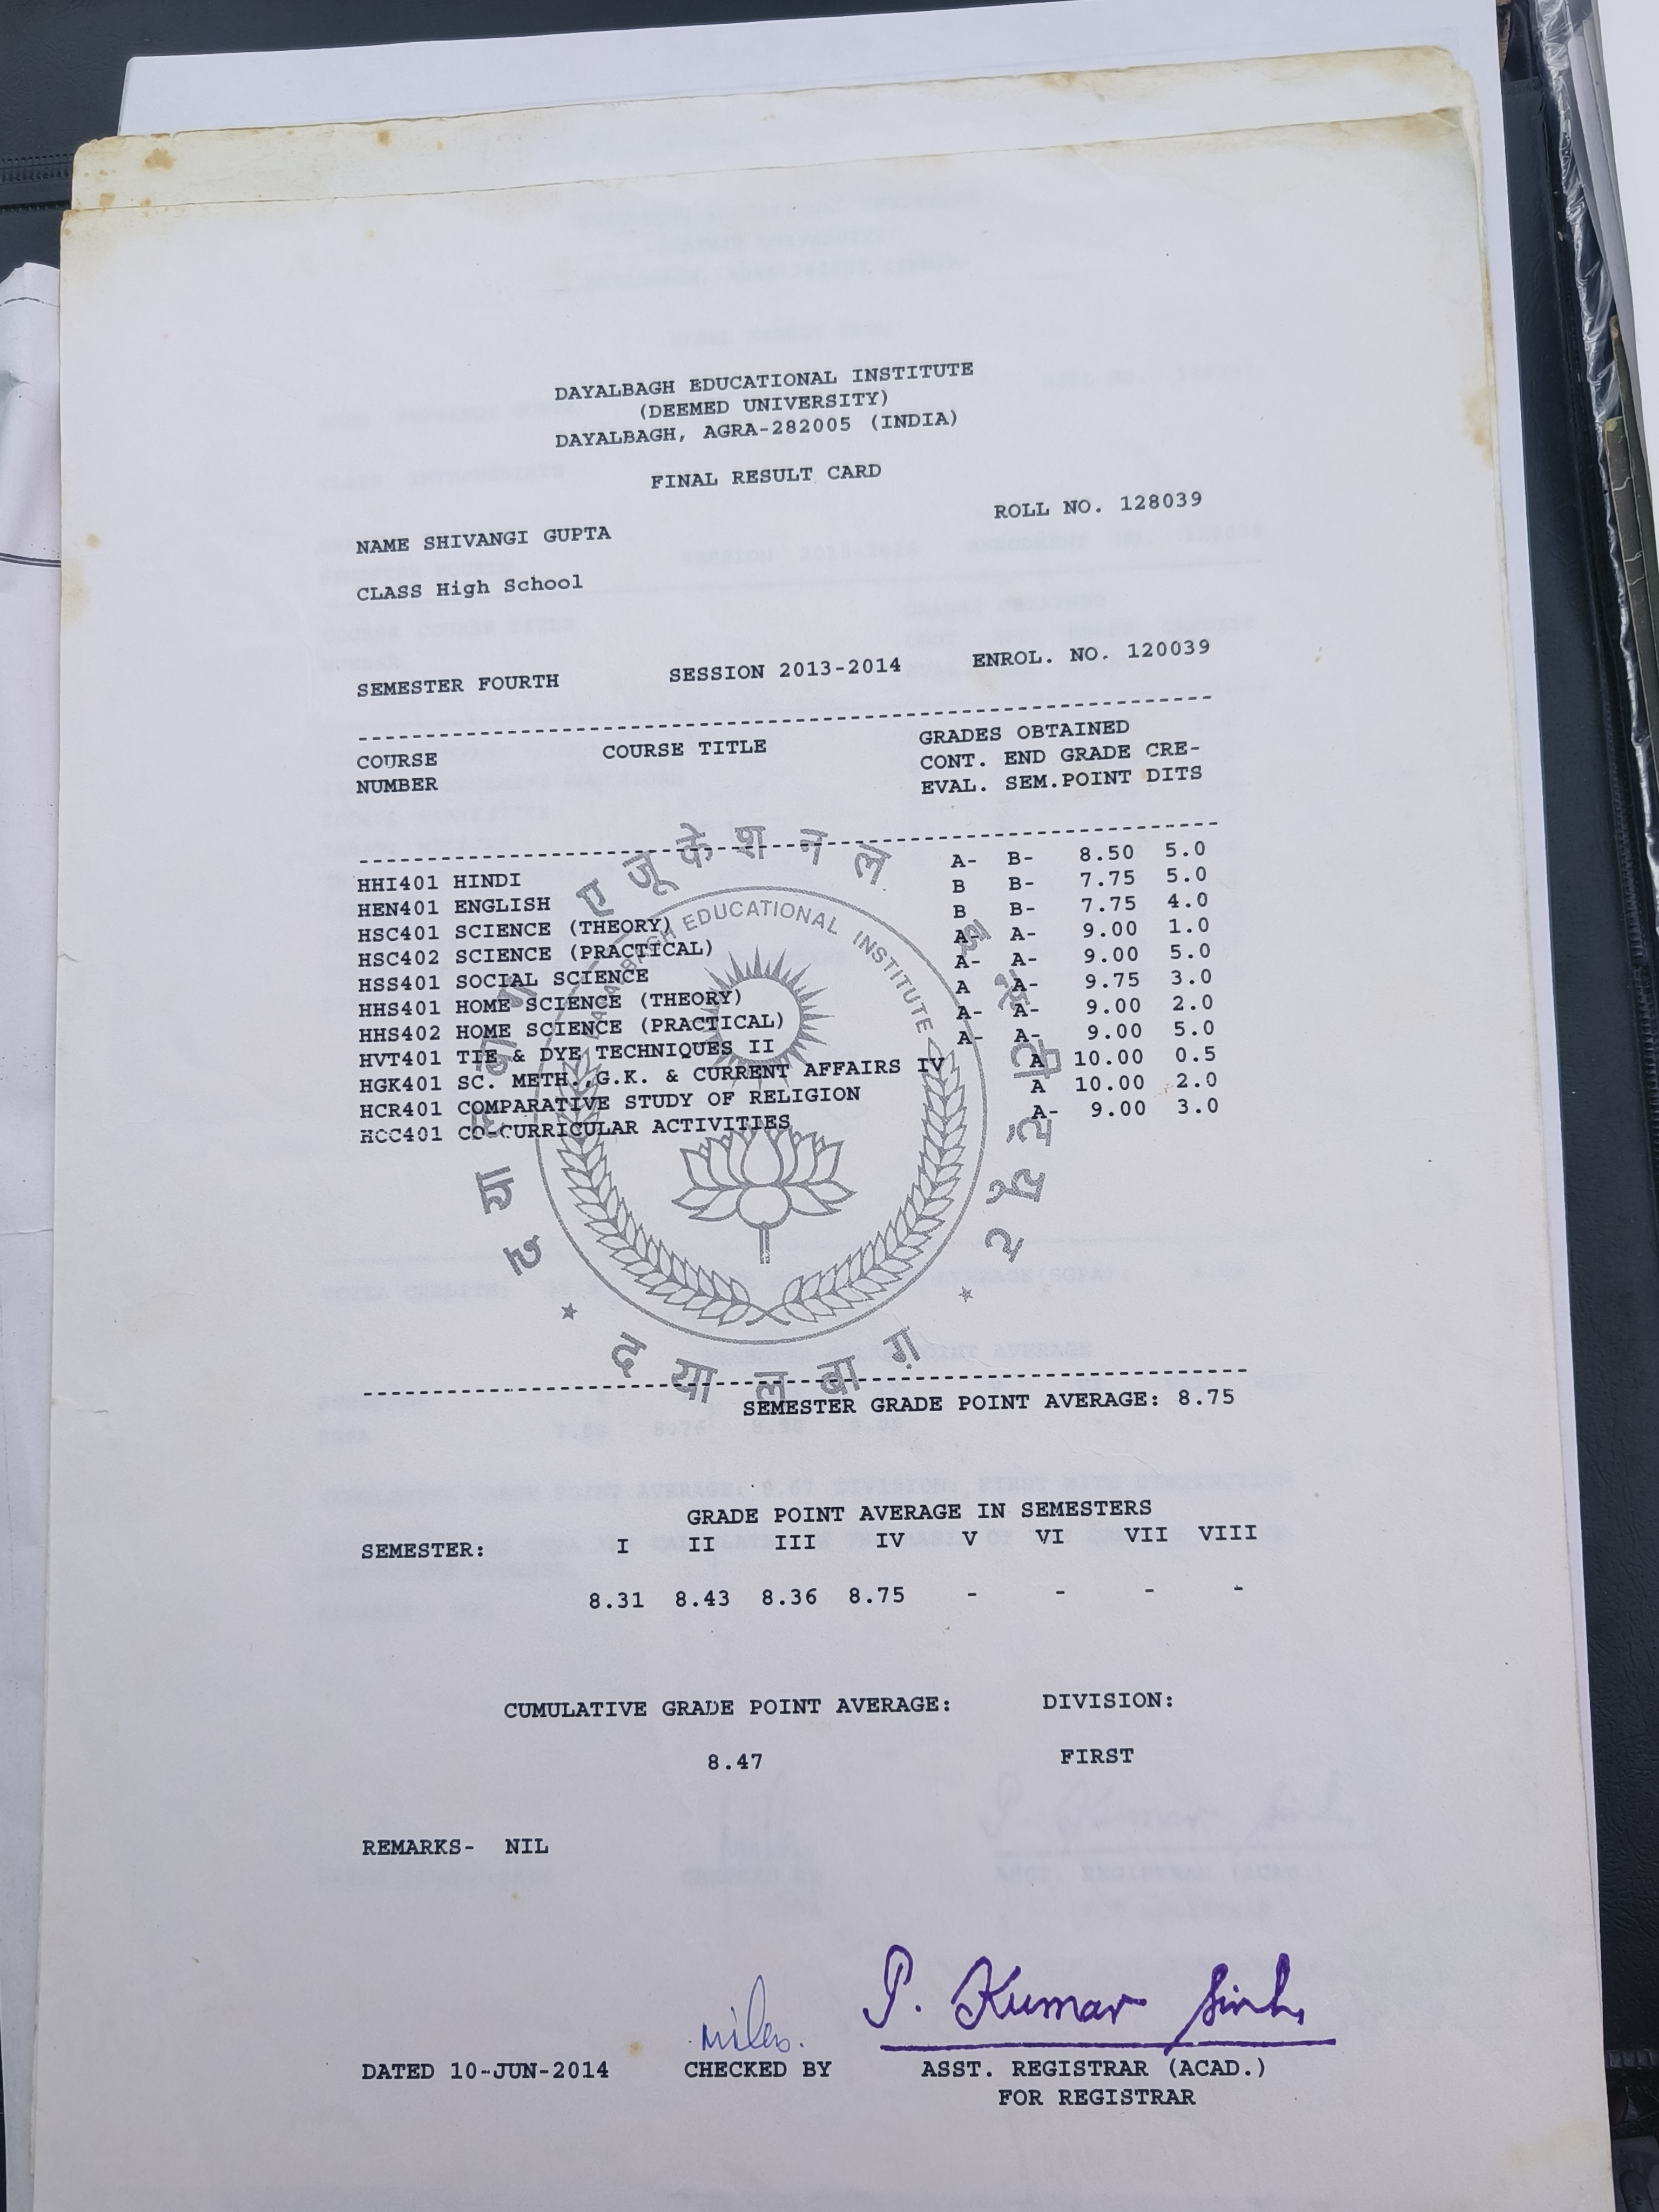 DAYALBAGH EDUCATIONAL INSTITUTE
(DEEMED UNIVERSITY)
DAYALBAGH, AGRA-282005 (INDIA)
FINAL RESULT CARD
ROLL NO. 128039
NAME SHIVANGI GUPTA
CLASS High School
SEMESTER FOURTH SESSION 2013-2014 ENROL. NO. 120039
COURSE COURSE TITLE GRADES OBTAINED
NUMBER CONT. END GRADE CRE-
EVAL. SEM.POINT DITS
HHI401 HINDI A- B- 8.50 5.0
HEN401 ENGLISH B B- 7.75 5.0
HSC401 SCIENCE (THEORY) B B- 7.75 4.0
HSC402 SCIENCE (PRACTICAL) A- A- 9.00 1.0
HSS401 SOCIAL SCIENCE A- A- 9.00 5.0
HHS401 HOME SCIENCE (THEORY) A A- 9.75 3.0
HHS402 HOME SCIENCE (PRACTICAL) A- A- 9.00 2.0
HVT401 TIE & DYE TECHNIQUES II A- A- 9.00 5.0
HGK401 SC. METH.,G.K. & CURRENT AFFAIRS IV A 10.00 0.5
HCR401 COMPARATIVE STUDY OF RELIGION A 10.00 2.0
HCC401 CO-CURRICULAR ACTIVITIES A- 9.00 3.0
DAYALBAGH EDUCATIONAL INSTITUTE
दयालबाग एजूकेशनल
दयालबाग़
SEMESTER GRADE POINT AVERAGE: 8.75
GRADE POINT AVERAGE IN SEMESTERS
SEMESTER: I II III IV V VI VII VIII
8.31 8.43 8.36 8.75 - - - -
CUMULATIVE GRADE POINT AVERAGE: DIVISION:
8.47 FIRST
REMARKS- NIL
P. Kumar
DATED 10-JUN-2014 CHECKED BY ASST. REGISTRAR (ACAD.)
FOR REGISTRAR